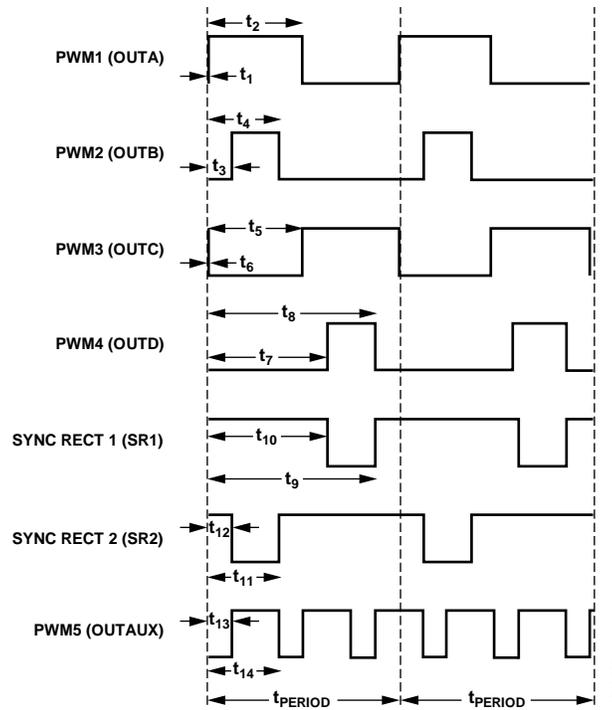 t2
PWM1 (OUTA)
t1
t4
PWM2 (OUTB)
t3
t5
PWM3 (OUTC)
t6
t8
PWM4 (OUTD)
t7
SYNC RECT 1 (SR1)
t10
t9
SYNC RECT 2 (SR2)
t12
t11
PWM5 (OUTAUX)
t13
t14
tPERIOD tPERIOD